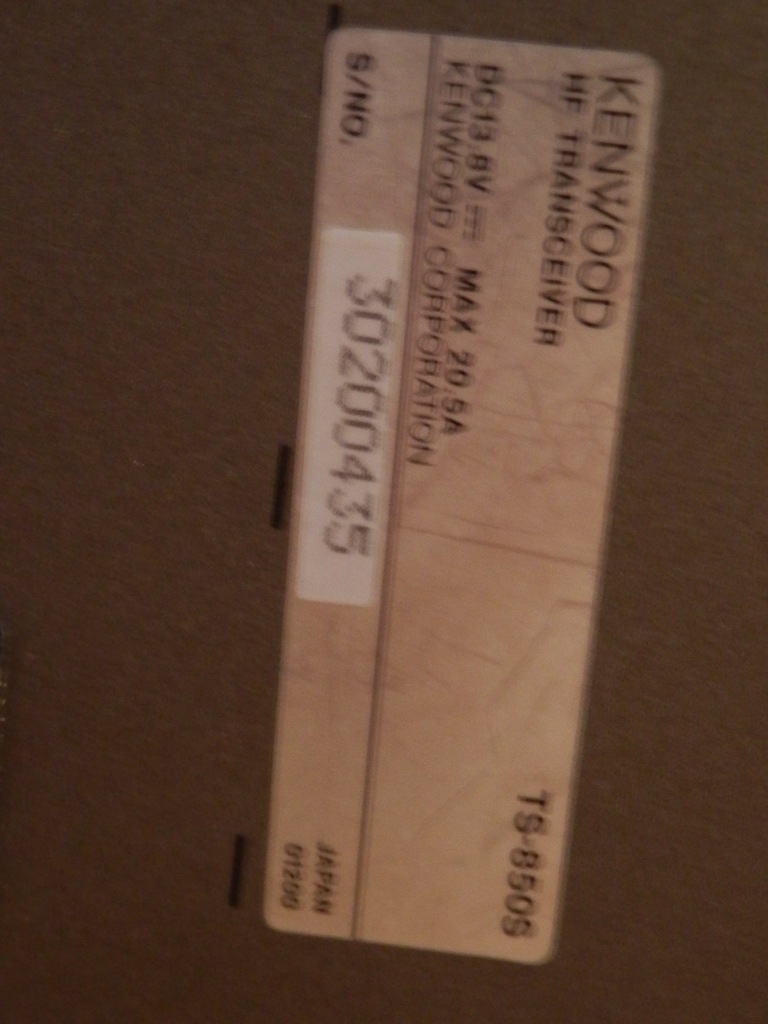 KENWOOD
HF TRANSCEIVER
TS-850S
DC13.8V ⎓ MAX 20.5A
KENWOOD CORPORATION
S/NO. 30200435
JAPAN
01200